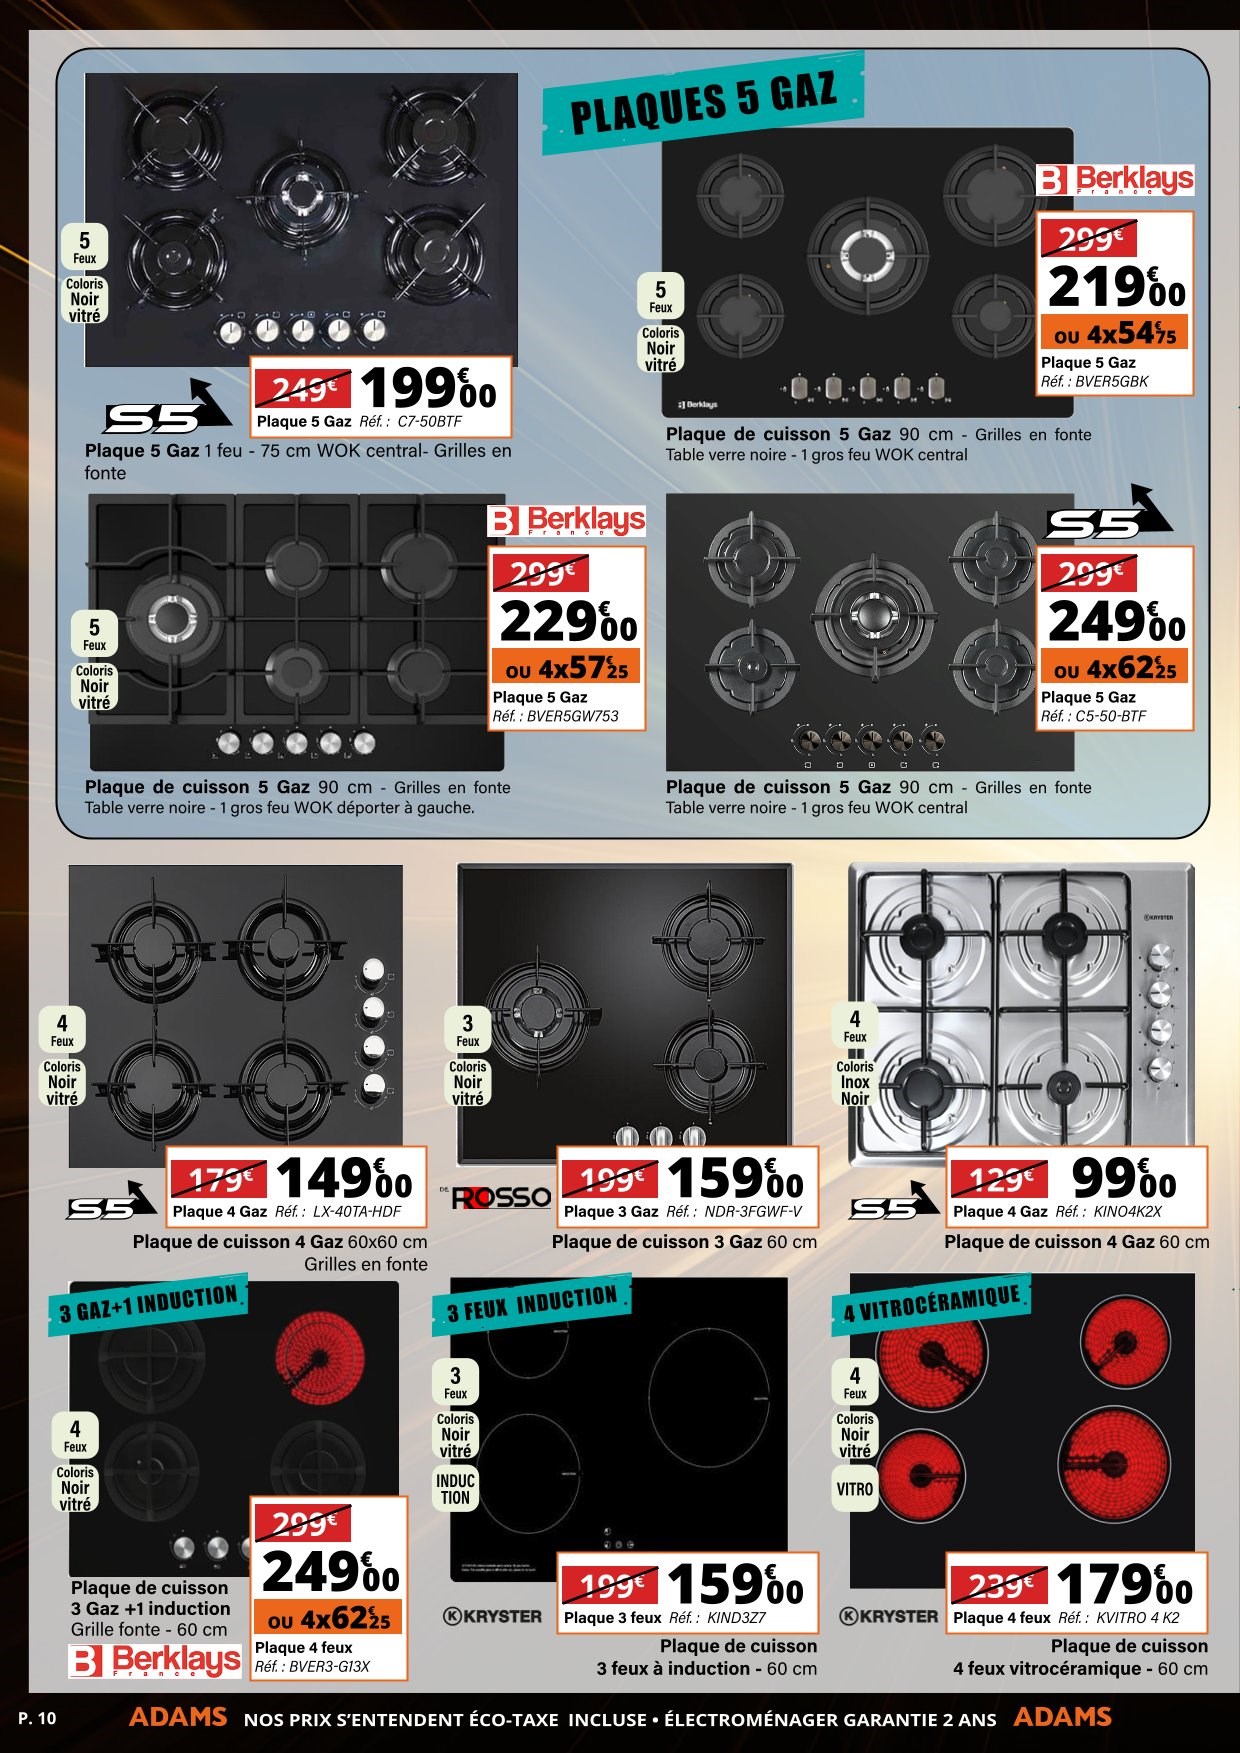 PLAQUES 5 GAZ
5
Feux
Coloris
Noir
vitré
249€
199€00
Plaque 5 Gaz Réf. : C7-50BTF
S5
Plaque 5 Gaz 1 feu - 75 cm WOK central- Grilles en
fonte
Berklays
France
5
Feux
Coloris
Noir
vitré
299€
219€00
OU 4x54€75
Plaque 5 Gaz
Réf. : BVER5GBK
Berklays
Plaque de cuisson 5 Gaz 90 cm - Grilles en fonte
Table verre noire - 1 gros feu WOK central
Berklays
France
5
Feux
Coloris
Noir
vitré
299€
229€00
OU 4x57€25
Plaque 5 Gaz
Réf. : BVER5GW753
Plaque de cuisson 5 Gaz 90 cm - Grilles en fonte
Table verre noire - 1 gros feu WOK déporter à gauche.
S5
299€
249€00
OU 4x62€25
Plaque 5 Gaz
Réf. : C5-50-BTF
Plaque de cuisson 5 Gaz 90 cm - Grilles en fonte
Table verre noire - 1 gros feu WOK central
4
Feux
Coloris
Noir
vitré
179€
149€00
Plaque 4 Gaz Réf. : LX-40TA-HDF
S5
Plaque de cuisson 4 Gaz 60x60 cm
Grilles en fonte
3
Feux
Coloris
Noir
vitré
199€
159€00
Plaque 3 Gaz Réf. : NDR-3FGWF-V
DE ROSSO
Plaque de cuisson 3 Gaz 60 cm
KRYSTER
4
Feux
Coloris
Inox
Noir
129€
99€00
Plaque 4 Gaz Réf. : KINO4K2X
S5
Plaque de cuisson 4 Gaz 60 cm
3 GAZ+1 INDUCTION
4
Feux
Coloris
Noir
vitré
299€
249€00
OU 4x62€25
Plaque 4 feux
Réf. : BVER3-G13X
Plaque de cuisson
3 Gaz +1 induction
Grille fonte - 60 cm
Berklays
France
3 FEUX INDUCTION
3
Feux
Coloris
Noir
vitré
INDUC
TION
199€
159€00
Plaque 3 feux Réf. : KIND3Z7
KRYSTER
Plaque de cuisson
3 feux à induction - 60 cm
4 VITROCÉRAMIQUE
4
Feux
Coloris
Noir
vitré
VITRO
239€
179€00
Plaque 4 feux Réf. : KVITRO 4 K2
KRYSTER
Plaque de cuisson
4 feux vitrocéramique - 60 cm
P. 10
ADAMS NOS PRIX S’ENTENDENT ÉCO-TAXE INCLUSE • ÉLECTROMÉNAGER GARANTIE 2 ANS ADAMS